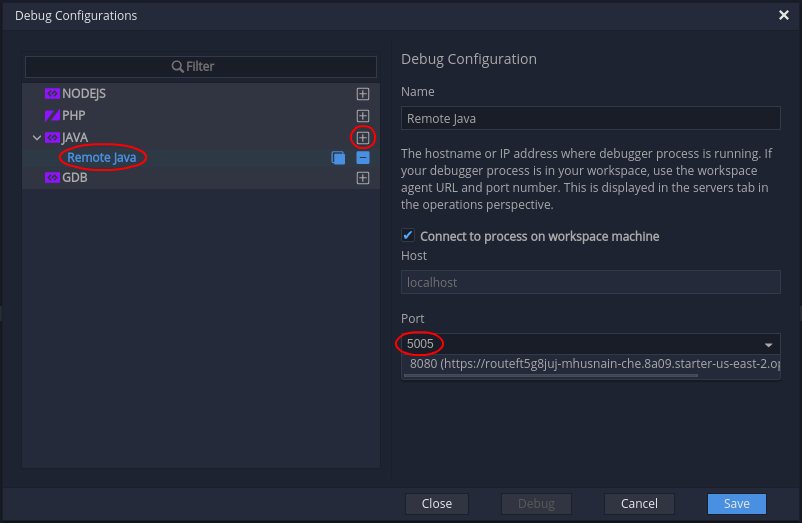 Debug Configurations
Filter
NODEJS
PHP
JAVA
Remote Java
GDB
Debug Configuration
Name
Remote Java
The hostname or IP address where debugger process is running. If
your debugger process is in your workspace, use the workspace
agent URL and port number. This is displayed in the servers tab in
the operations perspective.
Connect to process on workspace machine
Host
localhost
Port
5005
8080 (https://routeft5g8juj-mhusnain-che.8a09.starter-us-east-2.op
Close
Debug
Cancel
Save